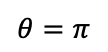 θ = π